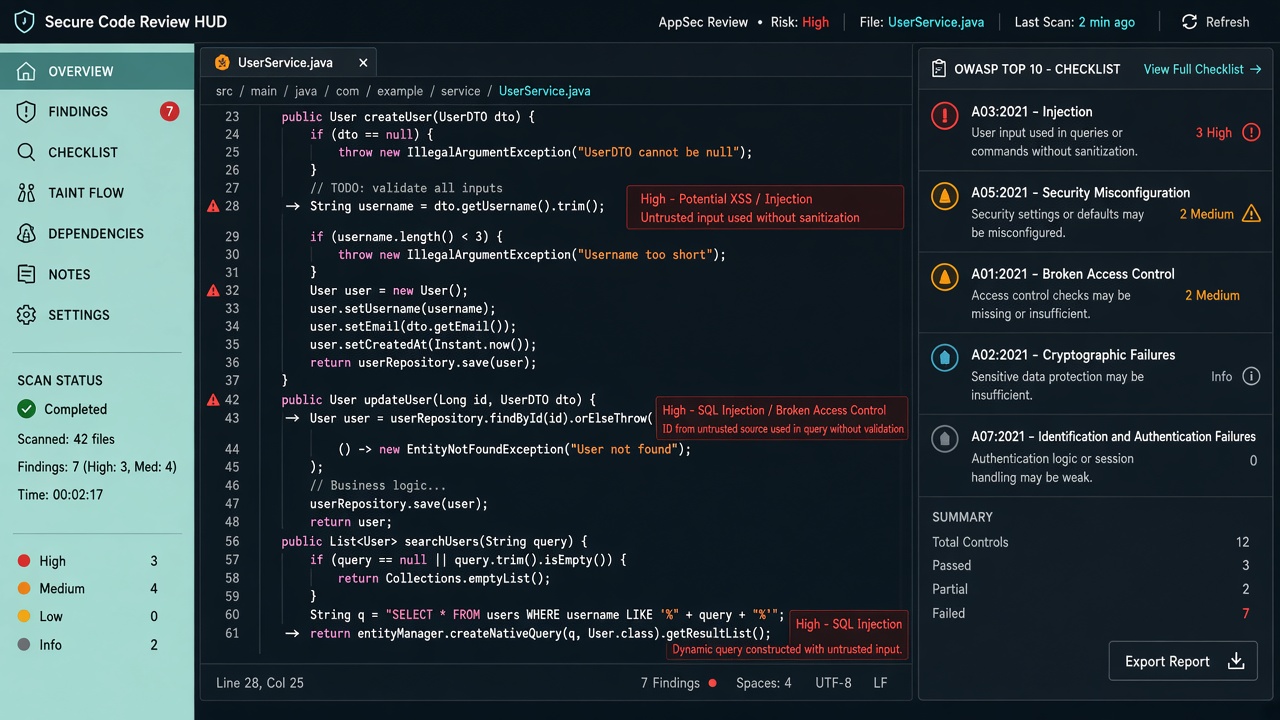 Secure Code Review HUD
AppSec Review • Risk: High
File: UserService.java
Last Scan: 2 min ago
Refresh
OVERVIEW
FINDINGS 7
CHECKLIST
TAINT FLOW
DEPENDENCIES
NOTES
SETTINGS
SCAN STATUS
Completed
Scanned: 42 files
Findings: 7 (High: 3, Med: 4)
Time: 00:02:17
High 3
Medium 4
Low 0
Info 2
UserService.java ×
src / main / java / com / example / service / UserService.java
23 public User createUser(UserDTO dto) {
24 if (dto == null) {
25 throw new IllegalArgumentException("UserDTO cannot be null");
26 }
27 // TODO: validate all inputs
28 → String username = dto.getUsername().trim();
High - Potential XSS / Injection
Untrusted input used without sanitization
29 if (username.length() < 3) {
30 throw new IllegalArgumentException("Username too short");
31 }
32 User user = new User();
33 user.setUsername(username);
34 user.setEmail(dto.getEmail());
35 user.setCreatedAt(Instant.now());
36 return userRepository.save(user);
37 }
42 public User updateUser(Long id, UserDTO dto) {
43 → User user = userRepository.findById(id).orElseThrow(
High - SQL Injection / Broken Access Control
ID from untrusted source used in query without validation
44 () -> new EntityNotFoundException("User not found");
45 );
46 // Business logic...
47 userRepository.save(user);
48 return user;
56 public List<User> searchUsers(String query) {
57 if (query == null || query.trim().isEmpty()) {
58 return Collections.emptyList();
59 }
60 String q = "SELECT * FROM users WHERE username LIKE '%" + query + "%'";
61 → return entityManager.createNativeQuery(q, User.class).getResultList();
High - SQL Injection
Dynamic query constructed with untrusted input.
Line 28, Col 25
7 Findings
Spaces: 4
UTF-8
LF
OWASP TOP 10 - CHECKLIST
View Full Checklist →
A03:2021 - Injection
User input used in queries or
commands without sanitization.
3 High
A05:2021 - Security Misconfiguration
Security settings or defaults may
be misconfigured.
2 Medium
A01:2021 - Broken Access Control
Access control checks may be
missing or insufficient.
2 Medium
A02:2021 - Cryptographic Failures
Sensitive data protection may be
insufficient.
Info
A07:2021 - Identification and Authentication Failures
Authentication logic or session
handling may be weak.
0
SUMMARY
Total Controls 12
Passed 3
Partial 2
Failed 7
Export Report